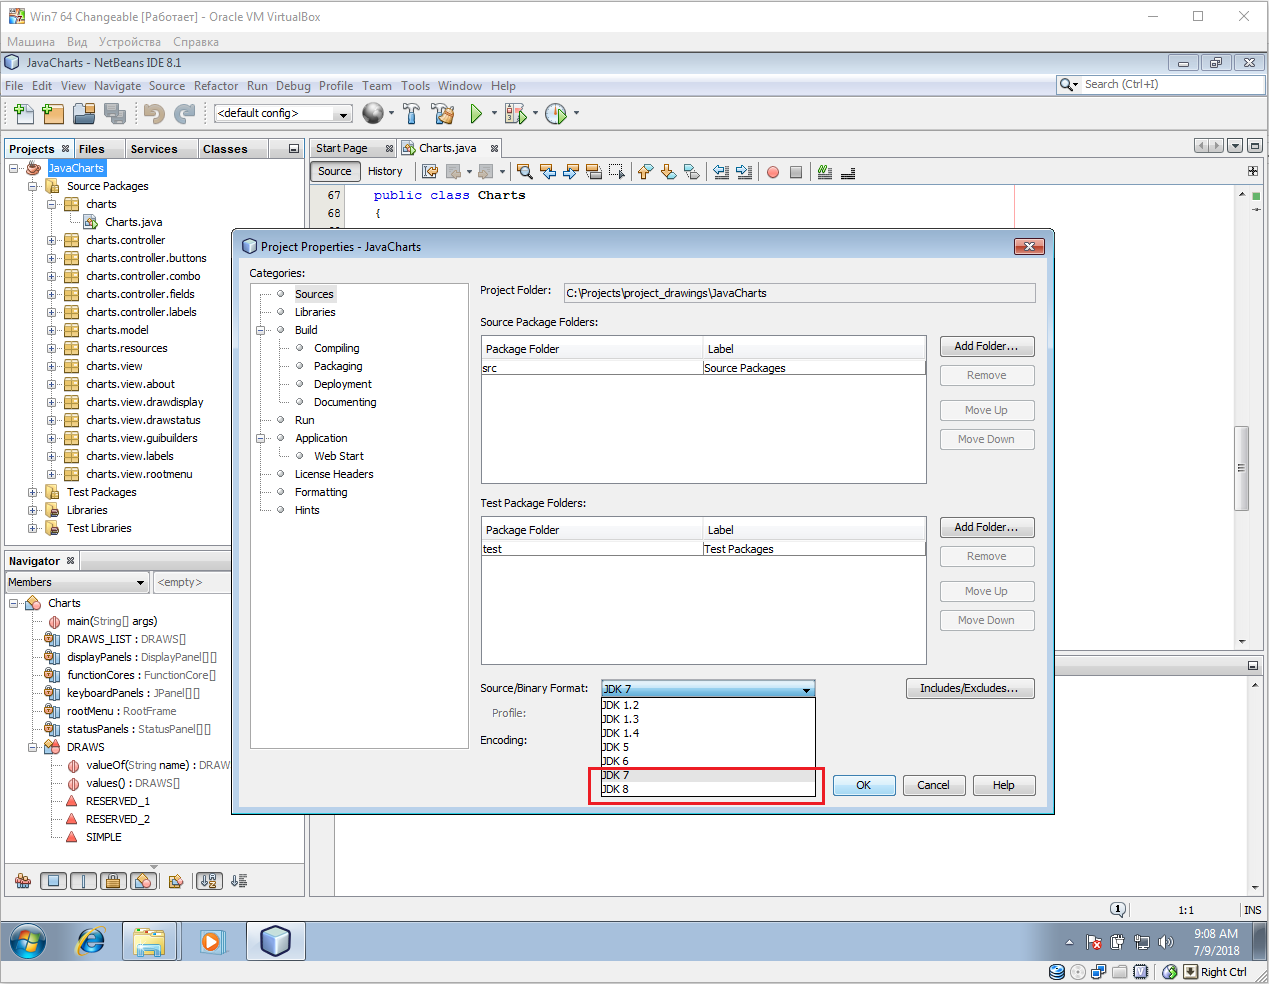 Win7 64 Changeable [Работает] - Oracle VM VirtualBox
Машина Вид Устройства Справка
JavaCharts - NetBeans IDE 8.1
File Edit View Navigate Source Refactor Run Debug Profile Team Tools Window Help
Search (Ctrl+I)
<default config>
Projects Files Services Classes
Start Page Charts.java
Source History
JavaCharts
Source Packages
charts
Charts.java
charts.controller
charts.controller.buttons
charts.controller.combo
charts.controller.fields
charts.controller.labels
charts.model
charts.resources
charts.view
charts.view.about
charts.view.drawdisplay
charts.view.drawstatus
charts.view.guibuilders
charts.view.labels
charts.view.rootmenu
Test Packages
Libraries
Test Libraries
67 public class Charts
68 {
Project Properties - JavaCharts
Categories:
Sources
Libraries
Build
Compiling
Packaging
Deployment
Documenting
Run
Application
Web Start
License Headers
Formatting
Hints
Project Folder: C:\Projects\project_drawings\JavaCharts
Source Package Folders:
Package Folder Label
src Source Packages
Add Folder...
Remove
Move Up
Move Down
Test Package Folders:
Package Folder Label
test Test Packages
Add Folder...
Remove
Move Up
Move Down
Source/Binary Format: JDK 7
Includes/Excludes...
JDK 1.2
JDK 1.3
JDK 1.4
JDK 5
JDK 6
JDK 7
JDK 8
Profile:
Encoding:
OK Cancel Help
Navigator
Members <empty>
Charts
main(String[] args)
DRAWS_LIST : DRAWS[]
displayPanels : DisplayPanel[][]
functionCores : FunctionCore[]
keyboardPanels : JPanel[][]
rootMenu : RootFrame
statusPanels : StatusPanel[][]
DRAWS
valueOf(String name) : DRAW
values() : DRAWS[]
RESERVED_1
RESERVED_2
SIMPLE
1:1 INS
9:08 AM
7/9/2018
Right Ctrl